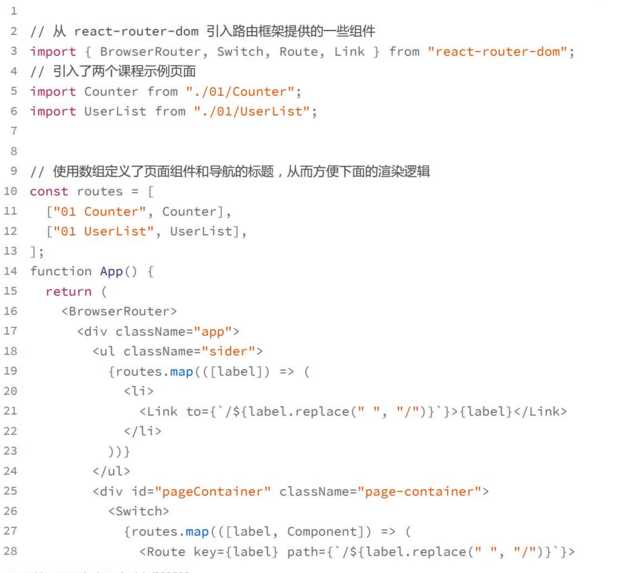 1
2 // 从 react-router-dom 引入路由框架提供的一些组件
3 import { BrowserRouter, Switch, Route, Link } from "react-router-dom";
4 // 引入了两个课程示例页面
5 import Counter from "./01/Counter";
6 import UserList from "./01/UserList";
7
8
9 // 使用数组定义了页面组件和导航的标题，从而方便下面的渲染逻辑
10 const routes = [
11   ["01 Counter", Counter],
12   ["01 UserList", UserList],
13 ];
14 function App() {
15   return (
16     <BrowserRouter>
17       <div className="app">
18         <ul className="sider">
19           {routes.map(([label]) => (
20             <li>
21               <Link to={`/${label.replace(" ", "/")}`}>{label}</Link>
22             </li>
23           ))}
24         </ul>
25         <div id="pageContainer" className="page-container">
26           <Switch>
27             {routes.map(([label, Component]) => (
28               <Route key={label} path={`/${label.replace(" ", "/")}`}>